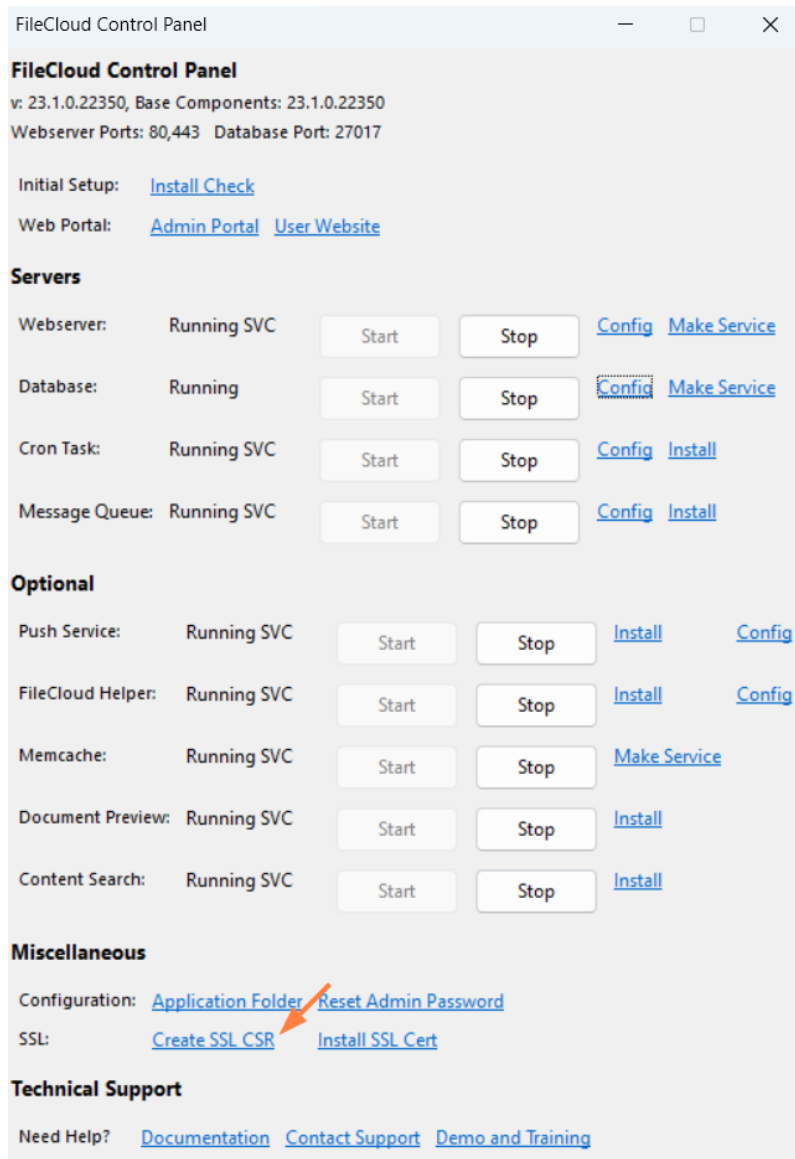 FileCloud Control Panel
FileCloud Control Panel
v: 23.1.0.22350, Base Components: 23.1.0.22350
Webserver Ports: 80,443 Database Port: 27017
Initial Setup: Install Check
Web Portal: Admin Portal User Website
Servers
Webserver: Running SVC Start Stop Config Make Service
Database: Running Start Stop Config Make Service
Cron Task: Running SVC Start Stop Config Install
Message Queue: Running SVC Start Stop Config Install
Optional
Push Service: Running SVC Start Stop Install Config
FileCloud Helper: Running SVC Start Stop Install Config
Memcache: Running SVC Start Stop Make Service
Document Preview: Running SVC Start Stop Install
Content Search: Running SVC Start Stop Install
Miscellaneous
Configuration: Application Folder Reset Admin Password
SSL: Create SSL CSR Install SSL Cert
Technical Support
Need Help? Documentation Contact Support Demo and Training